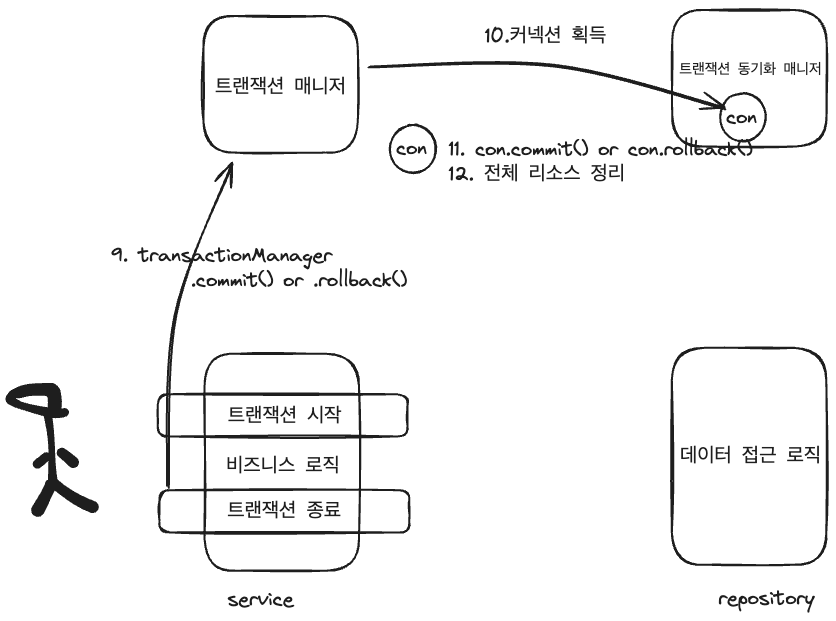 10.커넥션 획득
트랜잭션 매니저
트랜잭션 동기화 매니저
con
con
11. con.commit() or con.rollback()
12. 전체 리소스 정리
9. transactionManager
.commit() or .rollback()
트랜잭션 시작
비즈니스 로직
트랜잭션 종료
데이터 접근 로직
service
repository